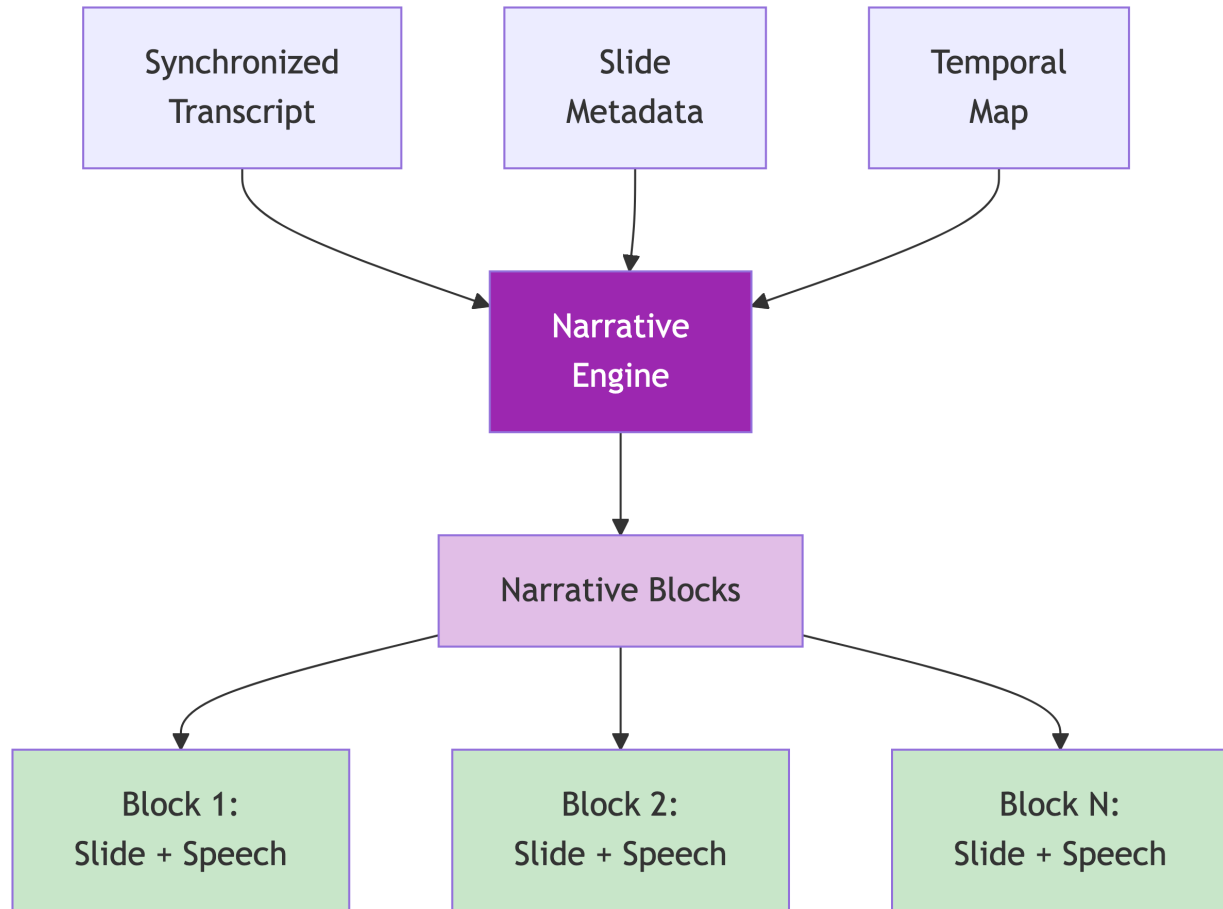 Synchronized
Transcript
Slide
Metadata
Temporal
Map
Narrative
Engine
Narrative Blocks
Block 1:
Slide + Speech
Block 2:
Slide + Speech
Block N:
Slide + Speech